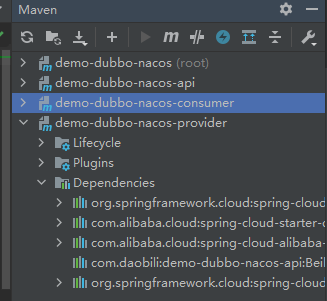 Maven
demo-dubbo-nacos (root)
demo-dubbo-nacos-api
demo-dubbo-nacos-consumer
demo-dubbo-nacos-provider
Lifecycle
Plugins
Dependencies
org.springframework.cloud:spring-cloud
com.alibaba.cloud:spring-cloud-starter-
com.alibaba.cloud:spring-cloud-alibaba-
com.daobili:demo-dubbo-nacos-api:Beil
org.springframework.cloud:spring-cloud